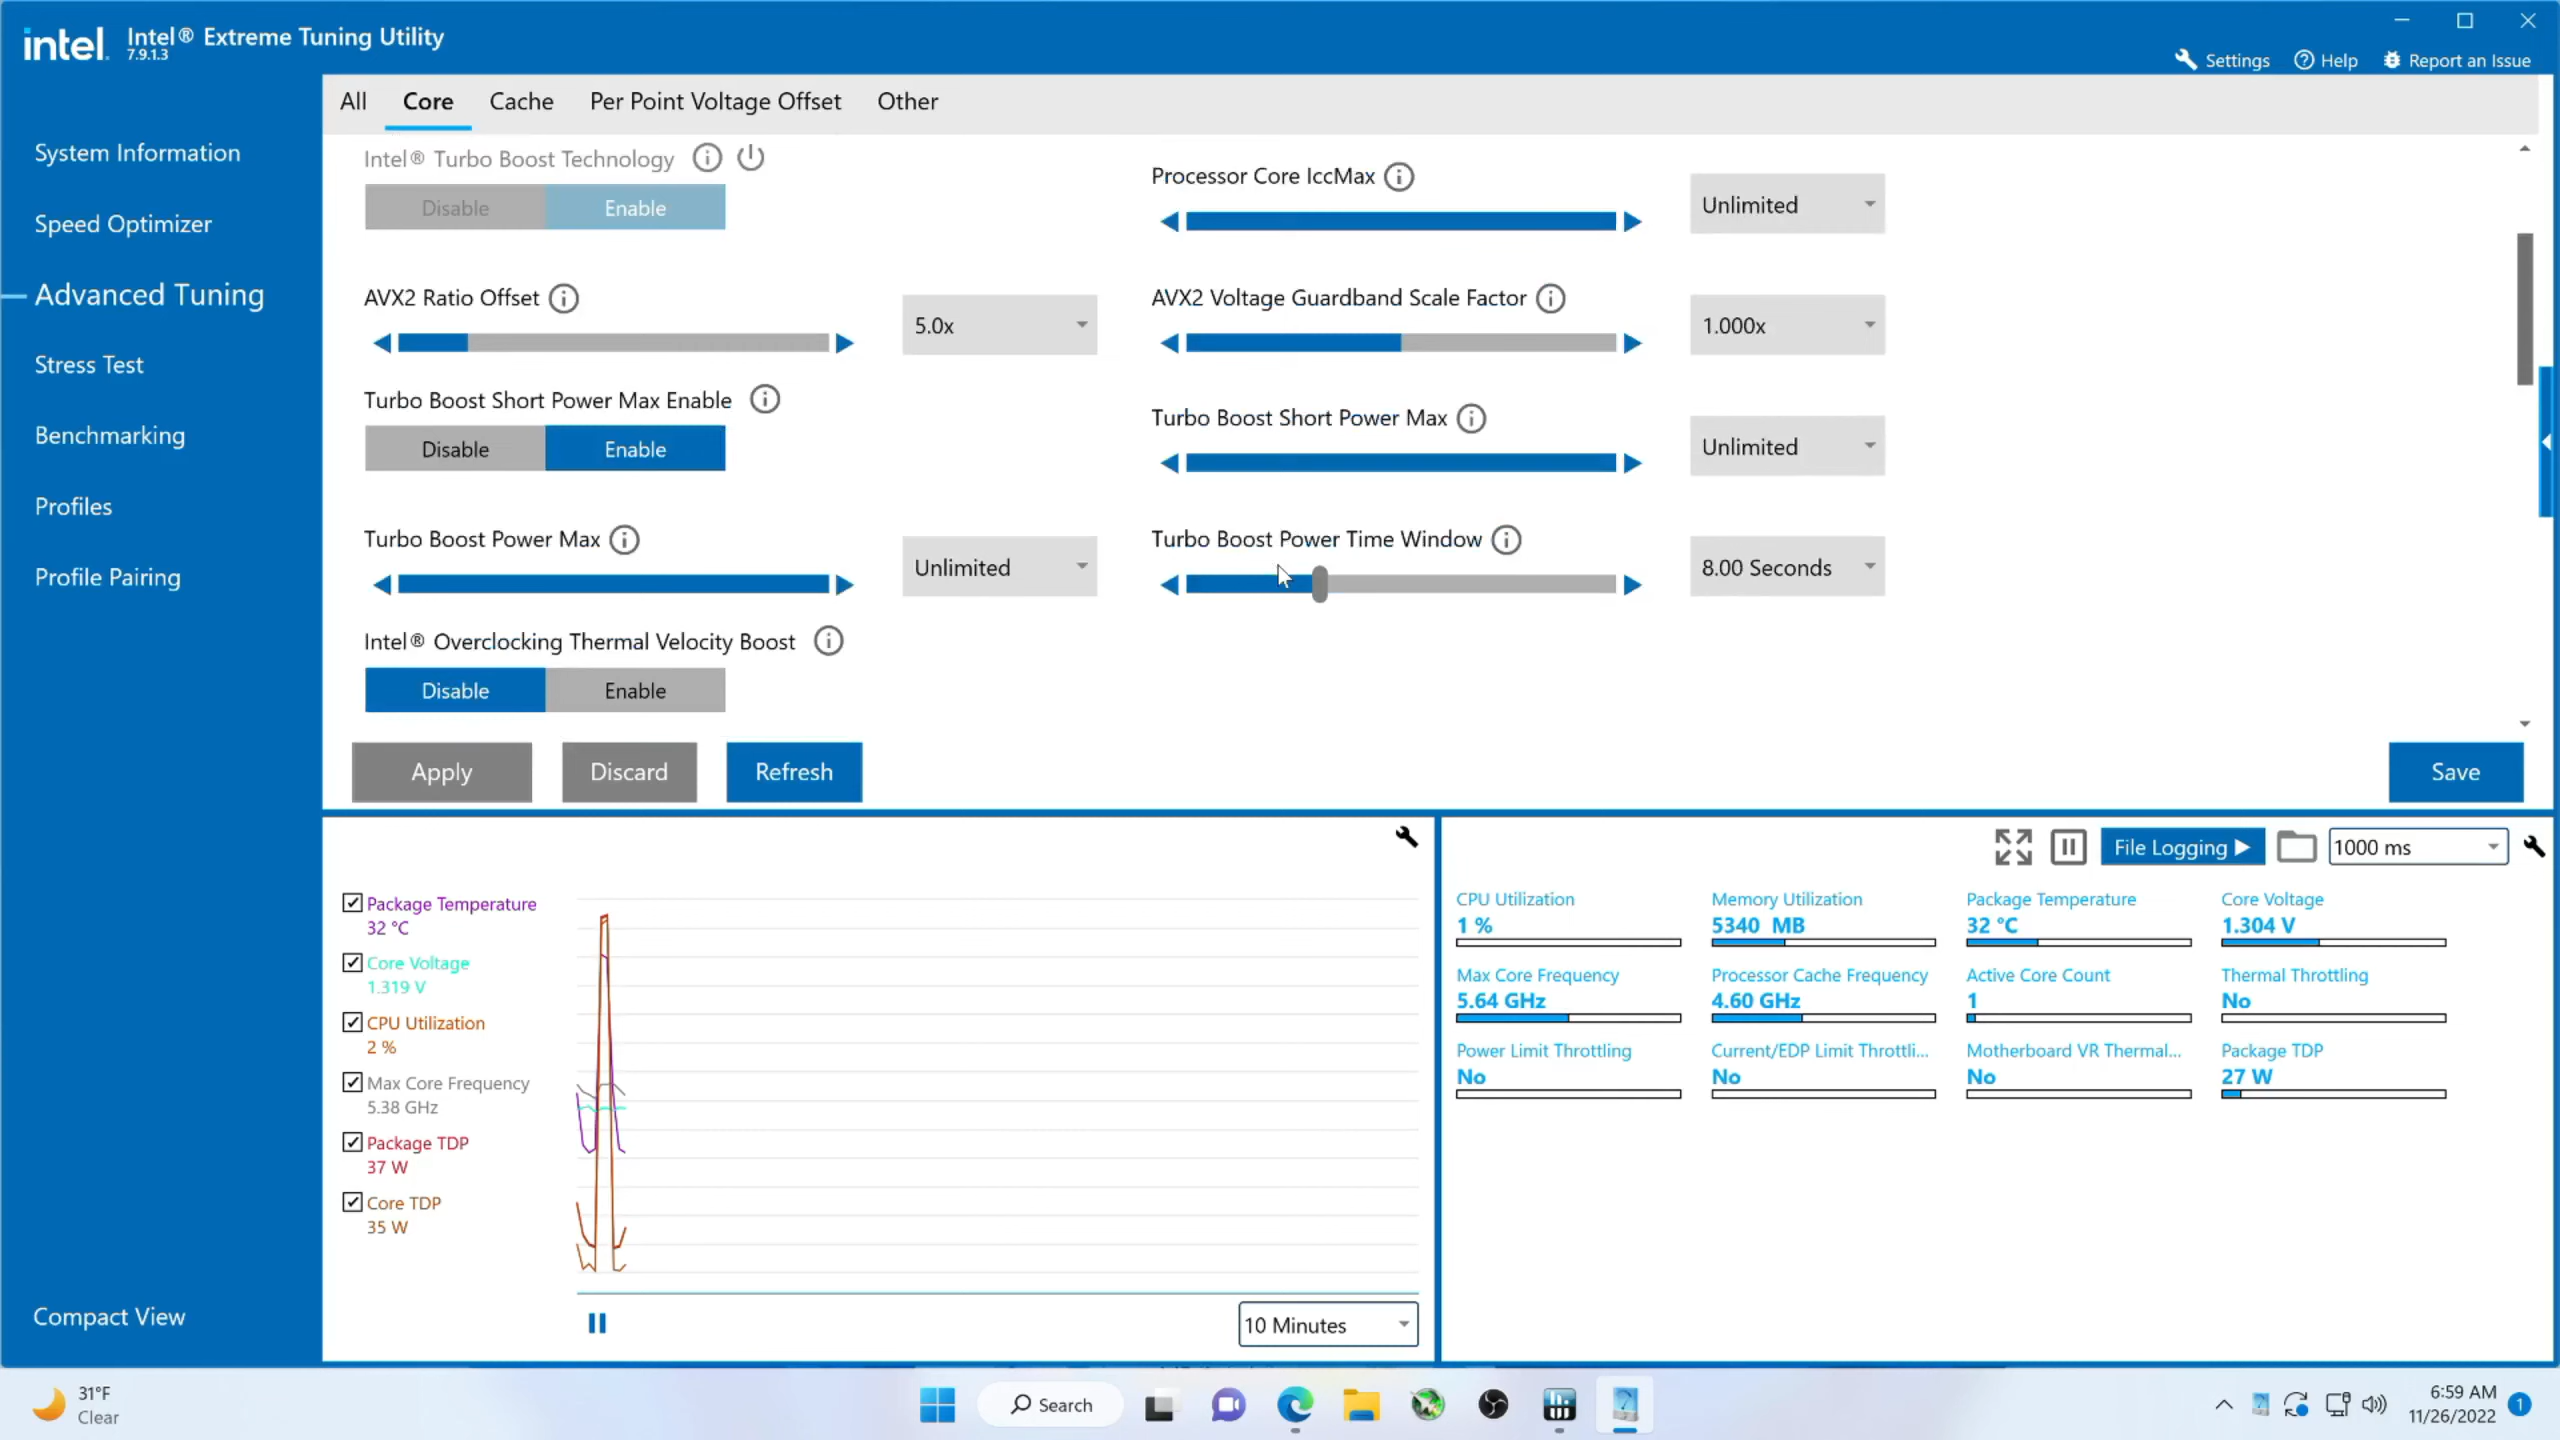 intel.
Intel® Extreme Tuning Utility
7.9.1.3
Settings
Help
Report an Issue
System Information
Speed Optimizer
Advanced Tuning
Stress Test
Benchmarking
Profiles
Profile Pairing
Compact View
All
Core
Cache
Per Point Voltage Offset
Other
Intel® Turbo Boost Technology
Disable
Enable
Processor Core IccMax
Unlimited
AVX2 Ratio Offset
5.0x
AVX2 Voltage Guardband Scale Factor
1.000x
Turbo Boost Short Power Max Enable
Disable
Enable
Turbo Boost Short Power Max
Unlimited
Turbo Boost Power Max
Unlimited
Turbo Boost Power Time Window
8.00 Seconds
Intel® Overclocking Thermal Velocity Boost
Disable
Enable
Apply
Discard
Refresh
Save
Package Temperature
32 °C
Core Voltage
1.319 V
CPU Utilization
2 %
Max Core Frequency
5.38 GHz
Package TDP
37 W
Core TDP
35 W
10 Minutes
File Logging
1000 ms
CPU Utilization
1 %
Memory Utilization
5340 MB
Package Temperature
32 °C
Core Voltage
1.304 V
Max Core Frequency
5.64 GHz
Processor Cache Frequency
4.60 GHz
Active Core Count
1
Thermal Throttling
No
Power Limit Throttling
No
Current/EDP Limit Throttli...
No
Motherboard VR Thermal...
No
Package TDP
27 W
31°F
Clear
Search
6:59 AM
11/26/2022
1